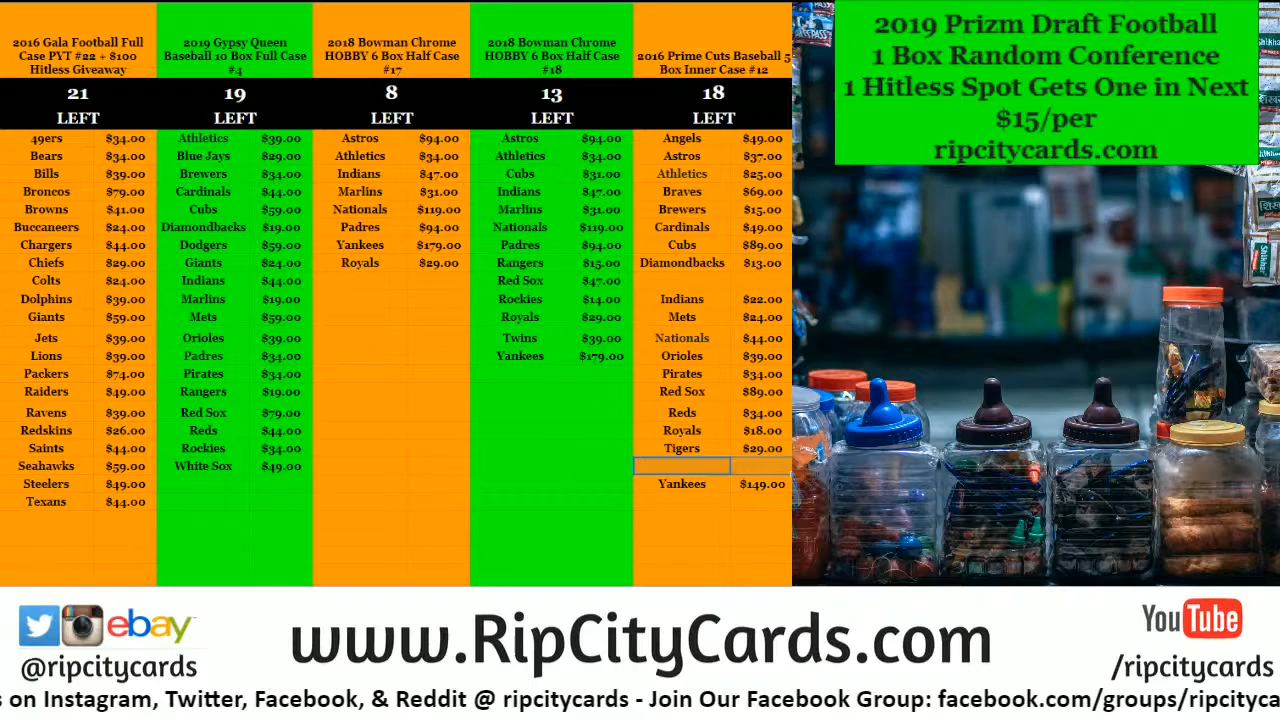 2016 Gala Football Full
Case PYT #22 + $100
Hitless Giveaway
21
LEFT
49ers $34.00
Bears $34.00
Bills $39.00
Broncos $79.00
Browns $41.00
Buccaneers $24.00
Chargers $44.00
Chiefs $29.00
Colts $24.00
Dolphins $39.00
Giants $59.00
Jets $39.00
Lions $39.00
Packers $74.00
Raiders $49.00
Ravens $39.00
Redskins $26.00
Saints $44.00
Seahawks $59.00
Steelers $49.00
Texans $44.00
2019 Gypsy Queen
Baseball 10 Box Full Case
#4
19
LEFT
Athletics $39.00
Blue Jays $29.00
Brewers $34.00
Cardinals $44.00
Cubs $59.00
Diamondbacks $19.00
Dodgers $59.00
Giants $24.00
Indians $44.00
Marlins $19.00
Mets $59.00
Orioles $39.00
Padres $34.00
Pirates $34.00
Rangers $19.00
Red Sox $79.00
Reds $44.00
Rockies $34.00
White Sox $49.00
2018 Bowman Chrome
HOBBY 6 Box Half Case
#17
8
LEFT
Astros $94.00
Athletics $34.00
Indians $47.00
Marlins $31.00
Nationals $119.00
Padres $94.00
Yankees $179.00
Royals $29.00
2018 Bowman Chrome
HOBBY 6 Box Half Case
#18
13
LEFT
Astros $94.00
Athletics $34.00
Cubs $31.00
Indians $47.00
Marlins $31.00
Nationals $119.00
Padres $94.00
Rangers $15.00
Red Sox $47.00
Rockies $14.00
Royals $29.00
Twins $39.00
Yankees $179.00
2016 Prime Cuts Baseball 5
Box Inner Case #12
18
LEFT
Angels $49.00
Astros $37.00
Athletics $25.00
Braves $69.00
Brewers $15.00
Cardinals $49.00
Cubs $89.00
Diamondbacks $13.00
Indians $22.00
Mets $24.00
Nationals $44.00
Orioles $39.00
Pirates $34.00
Red Sox $89.00
Reds $34.00
Royals $18.00
Tigers $29.00
Yankees $149.00
2019 Prizm Draft Football
1 Box Random Conference
1 Hitless Spot Gets One in Next
$15/per
ripcitycards.com
ebay
@ripcitycards
www.RipCityCards.com
YouTube
/ripcitycards
s on Instagram, Twitter, Facebook, & Reddit @ ripcitycards - Join Our Facebook Group: facebook.com/groups/ripcityca